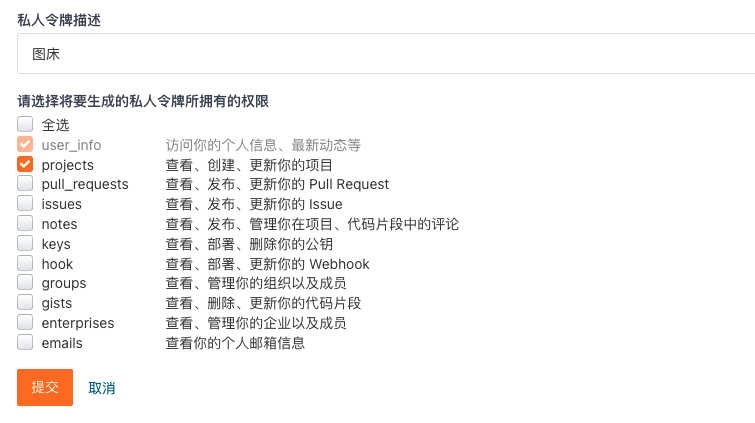 私人令牌描述
图床
请选择将要生成的私人令牌所拥有的权限
全选
user_info 访问你的个人信息、最新动态等
projects 查看、创建、更新你的项目
pull_requests 查看、发布、更新你的 Pull Request
issues 查看、发布、更新你的 Issue
notes 查看、发布、管理你在项目、代码片段中的评论
keys 查看、部署、删除你的公钥
hook 查看、部署、更新你的 Webhook
groups 查看、管理你的组织以及成员
gists 查看、删除、更新你的代码片段
enterprises 查看、管理你的企业以及成员
emails 查看你的个人邮箱信息
提交 取消